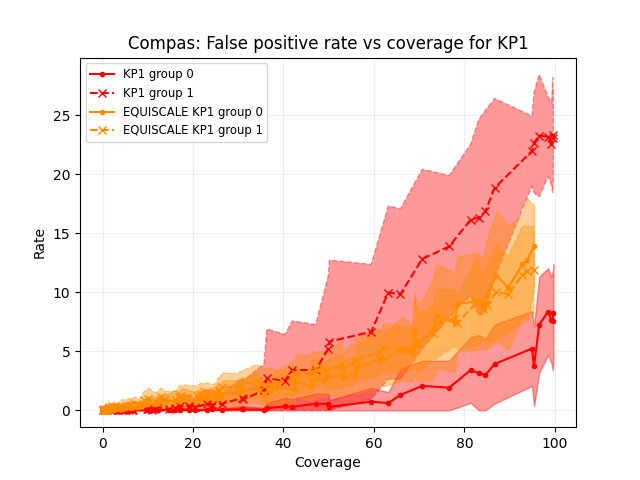 Compas: False positive rate vs coverage for KP1
KP1 group 0
KP1 group 1
EQUISCALE KP1 group 0
EQUISCALE KP1 group 1
25
20
15
10
5
0
Rate
0 20 40 60 80 100
Coverage